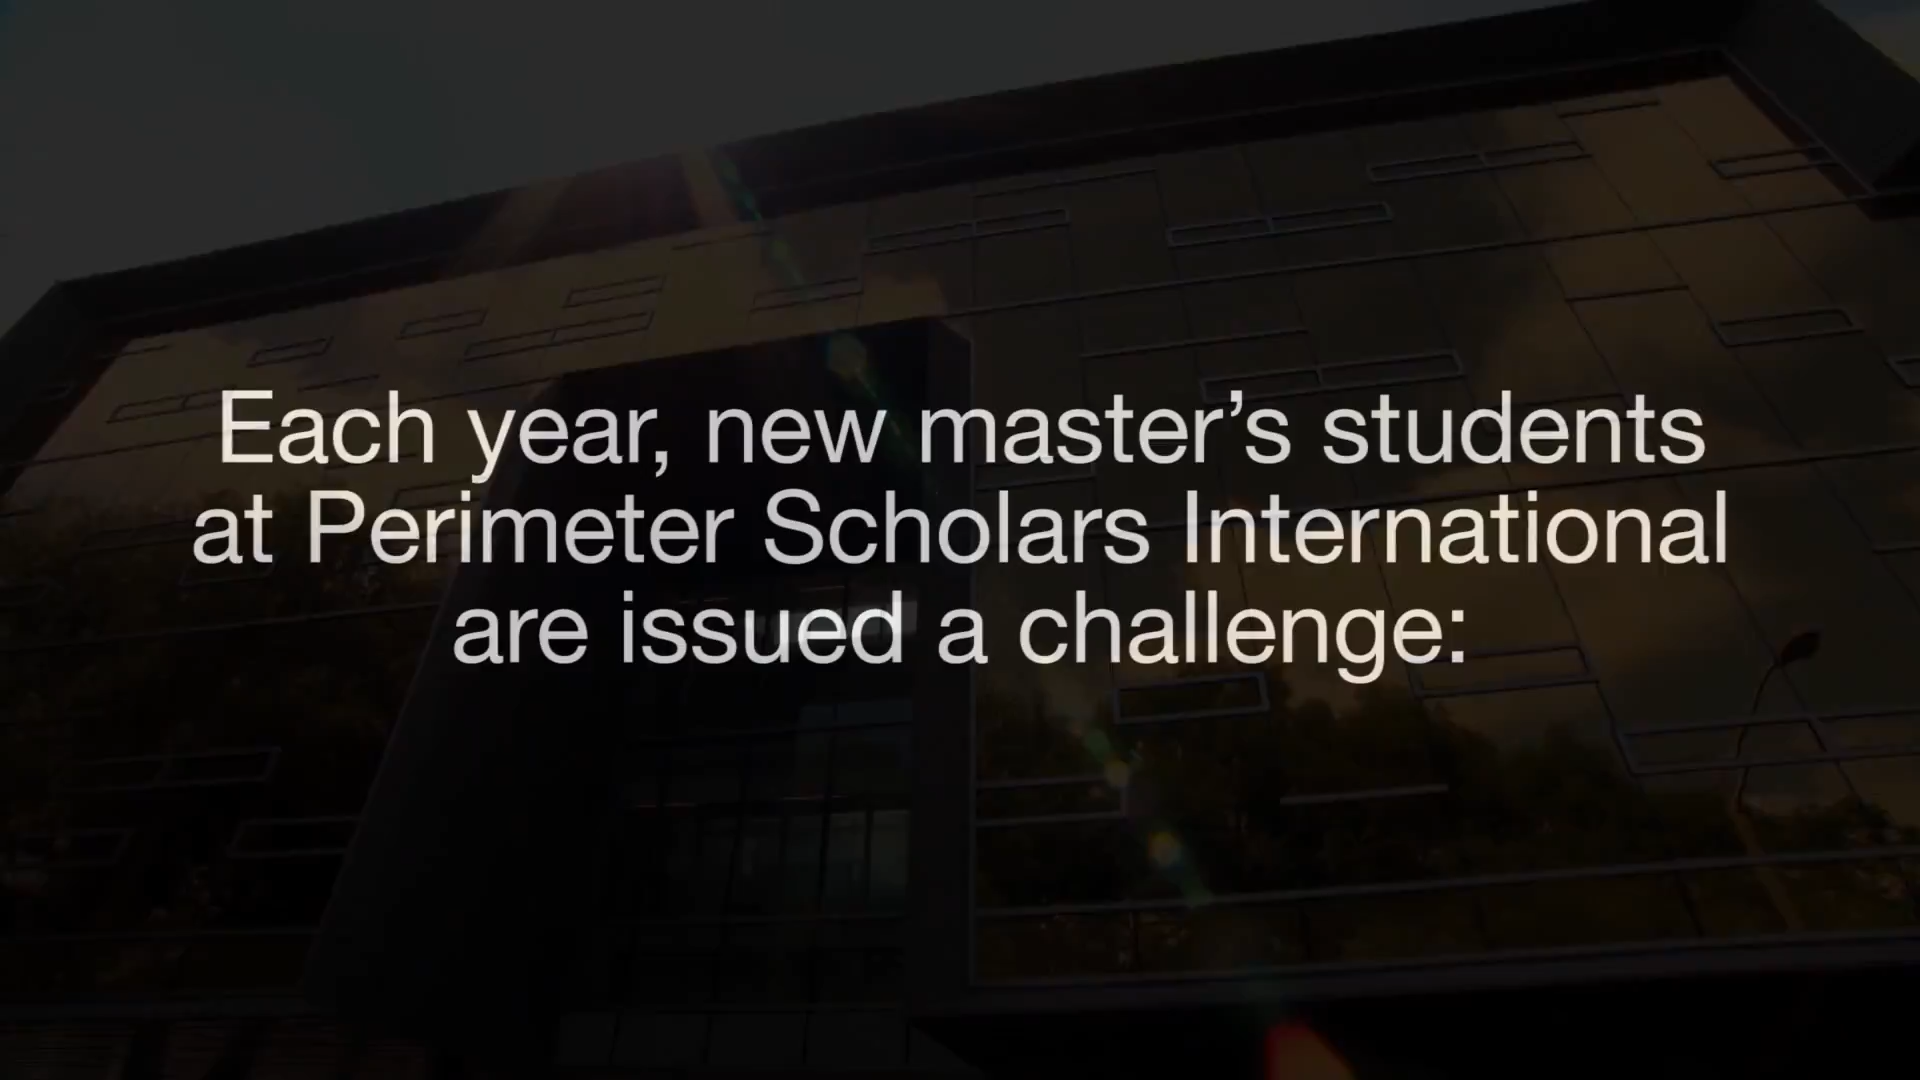 Each year, new master’s students
at Perimeter Scholars International
are issued a challenge: